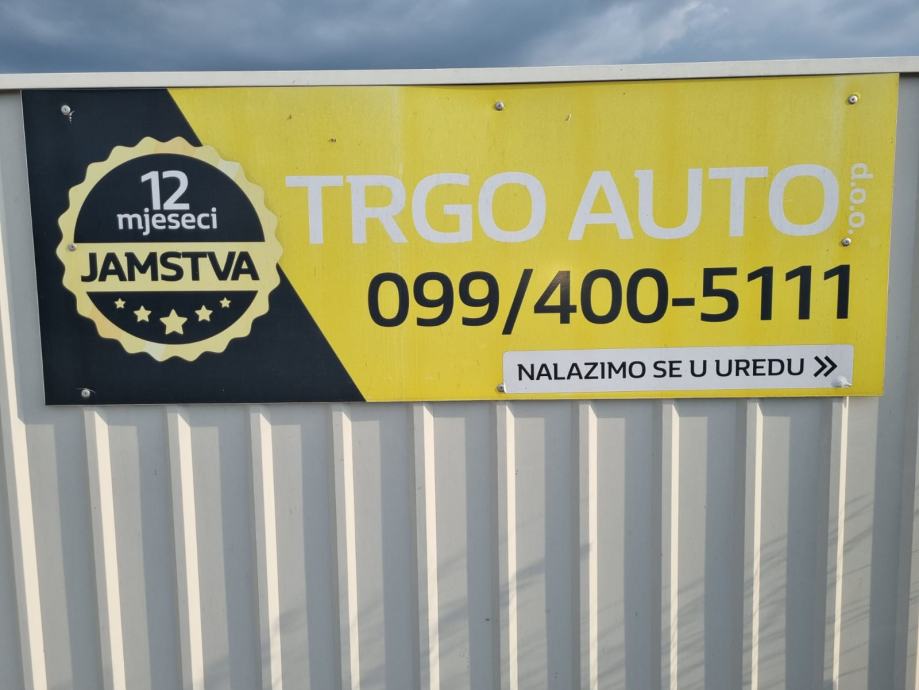 12
mjeseci
JAMSTVA
TRGO AUTO d.o.o.
099/400-5111
NALAZIMO SE U UREDU »